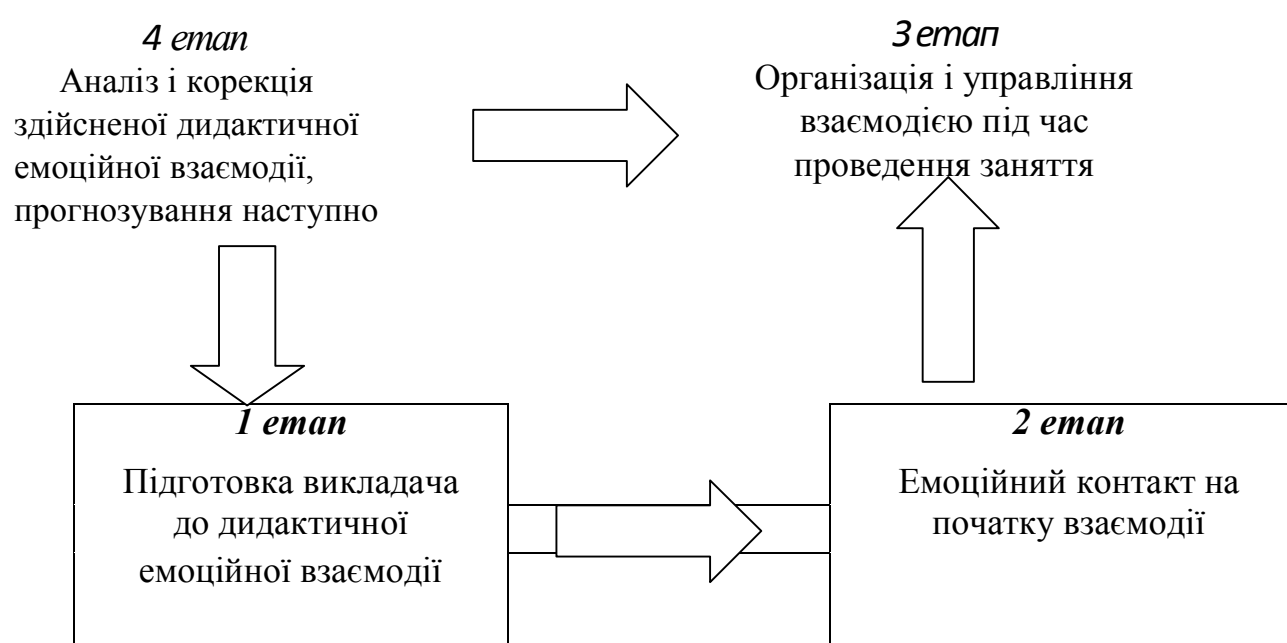 4 етап
Аналіз і корекція
здійсненої дидактичної
емоційної взаємодії,
прогнозування наступно
3 етап
Організація і управління
взаємодією під час
проведення заняття
1 етап
Підготовка викладача
до дидактичної
емоційної взаємодії
2 етап
Емоційний контакт на
початку взаємодії